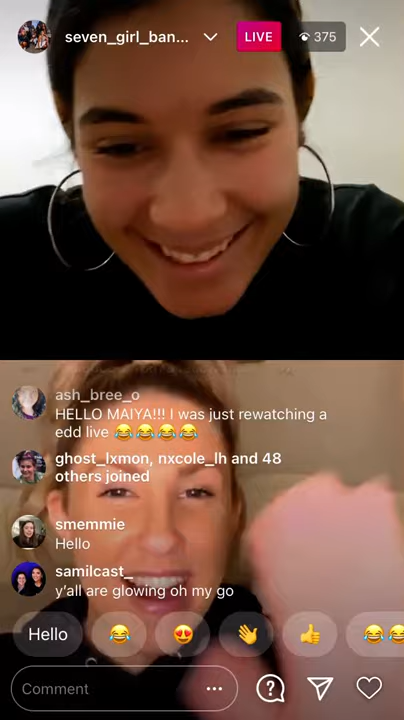 seven_girl_ban...
LIVE
375
ash_bree_o
HELLO MAIYA!!! I was just rewatching a
edd live 😂😂😂😂
ghost_lxmon, nxcole_lh and 48
others joined
smemmie
Hello
samilcast_
y'all are glowing oh my go
Hello 😂 😍 👋 👍 😂😂
Comment